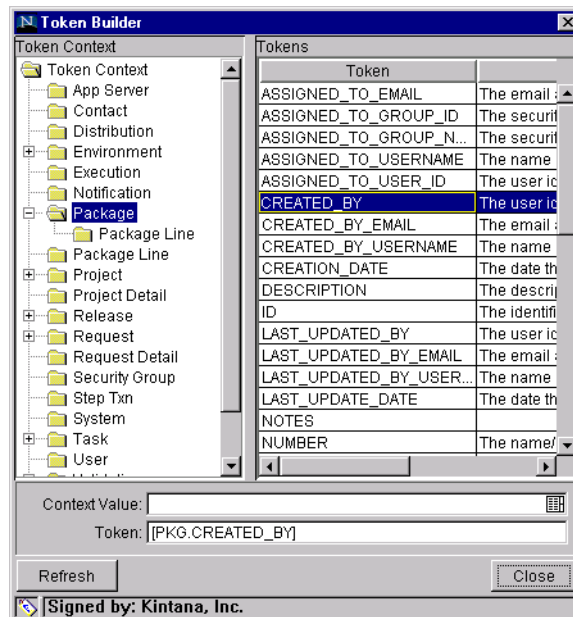 Token Builder
Token Context
Token Context
App Server
Contact
Distribution
Environment
Execution
Notification
Package
Package Line
Package Line
Project
Project Detail
Release
Request
Request Detail
Security Group
Step Txn
System
Task
User
Tokens
Token
ASSIGNED_TO_EMAIL The email
ASSIGNED_TO_GROUP_ID The securit
ASSIGNED_TO_GROUP_N... The securit
ASSIGNED_TO_USERNAME The name
ASSIGNED_TO_USER_ID The user id
CREATED_BY The user id
CREATED_BY_EMAIL The email
CREATED_BY_USERNAME The name
CREATION_DATE The date th
DESCRIPTION The descrip
ID The identifi
LAST_UPDATED_BY The user id
LAST_UPDATED_BY_EMAIL The email
LAST_UPDATED_BY_USER... The name
LAST_UPDATE_DATE The date th
NOTES
NUMBER The name/
Context Value:
Token: [PKG.CREATED_BY]
Refresh Close
Signed by: Kintana, Inc.